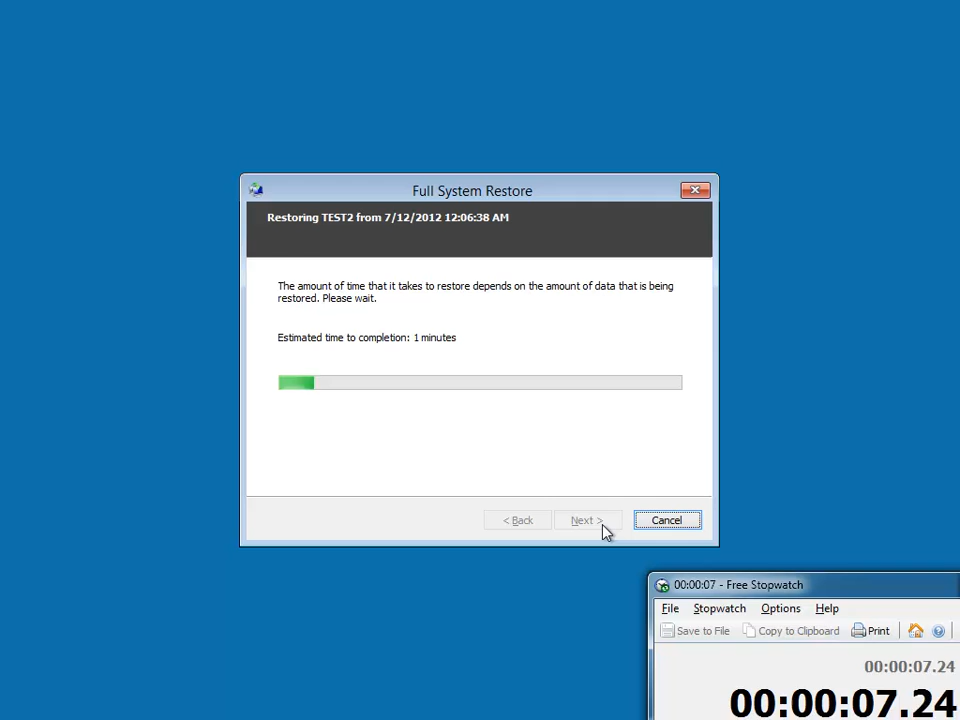 Full System Restore
Restoring TEST2 from 7/12/2012 12:06:38 AM
The amount of time that it takes to restore depends on the amount of data that is being
restored. Please wait.
Estimated time to completion: 1 minutes
< Back Next > Cancel
00:00:07 - Free Stopwatch
File Stopwatch Options Help
Save to File Copy to Clipboard Print
00:00:07.24
00:00:07.24